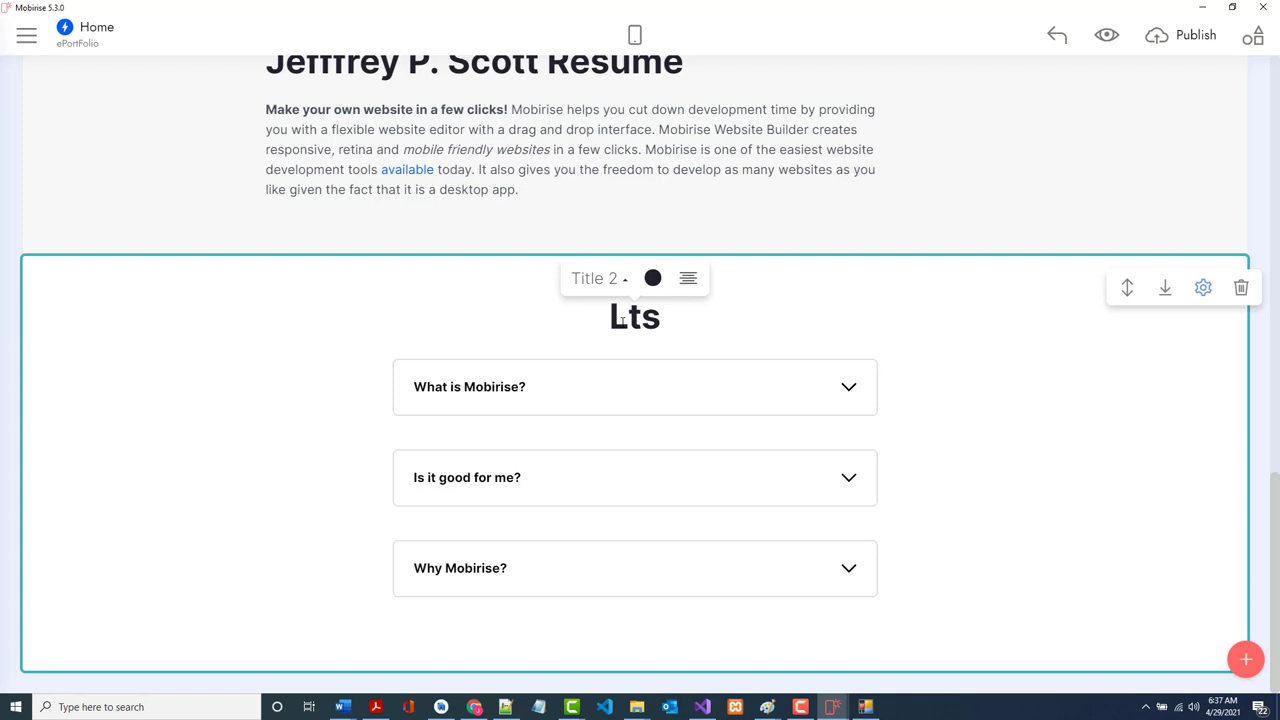 Mobirise 5.3.0
Home
ePortFolio
Publish
Jefffrey P. Scott Resume
Make your own website in a few clicks! Mobirise helps you cut down development time by providing
you with a flexible website editor with a drag and drop interface. Mobirise Website Builder creates
responsive, retina and mobile friendly websites in a few clicks. Mobirise is one of the easiest website
development tools available today. It also gives you the freedom to develop as many websites as you
like given the fact that it is a desktop app.
Title 2
Lts
What is Mobirise?
Is it good for me?
Why Mobirise?
Type here to search
6:37 AM
4/29/2021
22